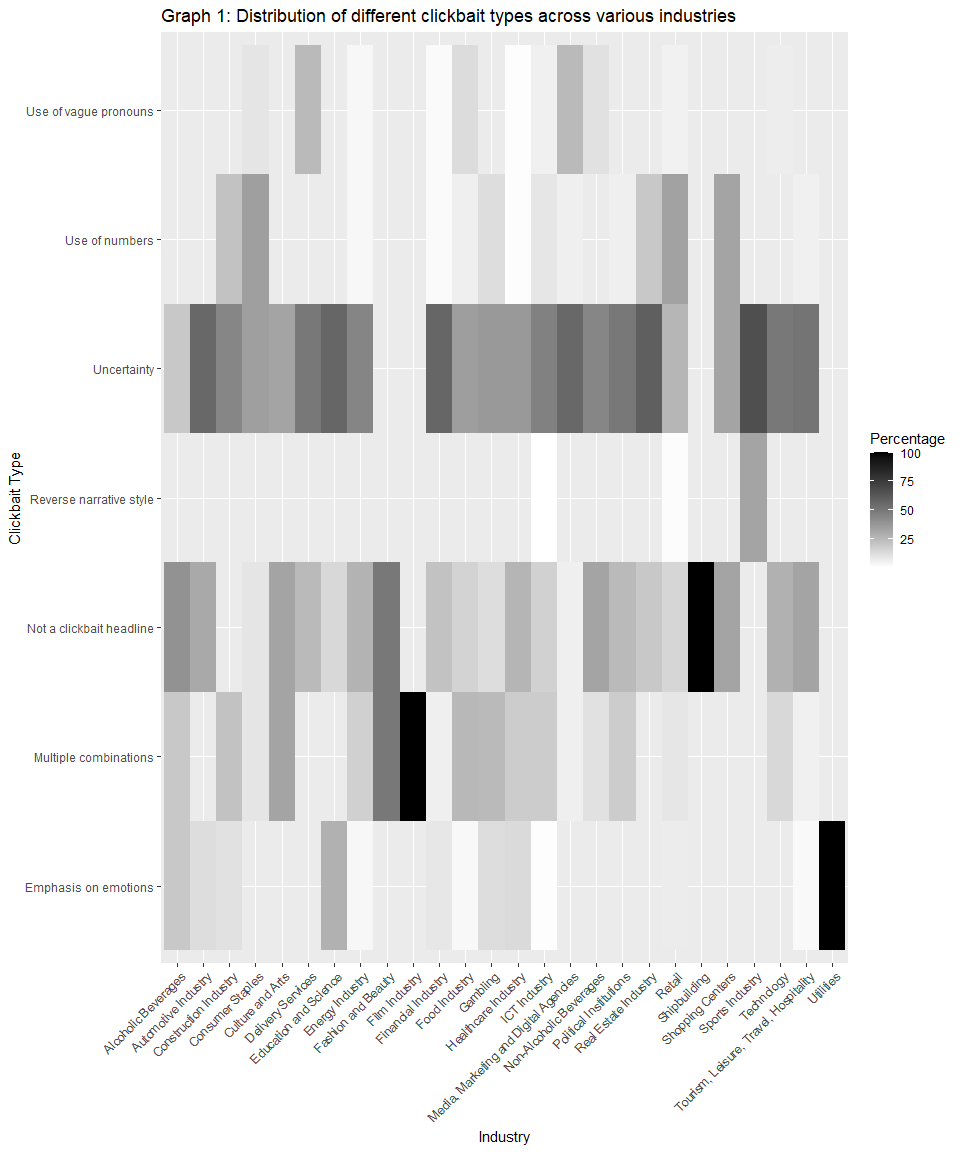 Graph 1: Distribution of different clickbait types across various industries
Clickbait Type
Use of vague pronouns
Use of numbers
Uncertainty
Reverse narrative style
Not a clickbait headline
Multiple combinations
Emphasis on emotions
Percentage
100
75
50
25
Alcoholic Beverages
Automotive Industry
Construction Industry
Consumer Staples
Culture and Arts
Delivery Services
Education and Science
Energy Industry
Fashion and Beauty
Film Industry
Financial Industry
Food Industry
Gambling
Healthcare Industry
ICT Industry
Media, Marketing and Digital Agendes
Non-Alcoholic Beverages
Political Institutions
Real Estate Industry
Retail
Shipbuilding
Shopping Centers
Sports Industry
Technology
Tourism, Leisure, Travel, Hospitality
Utilities
Industry